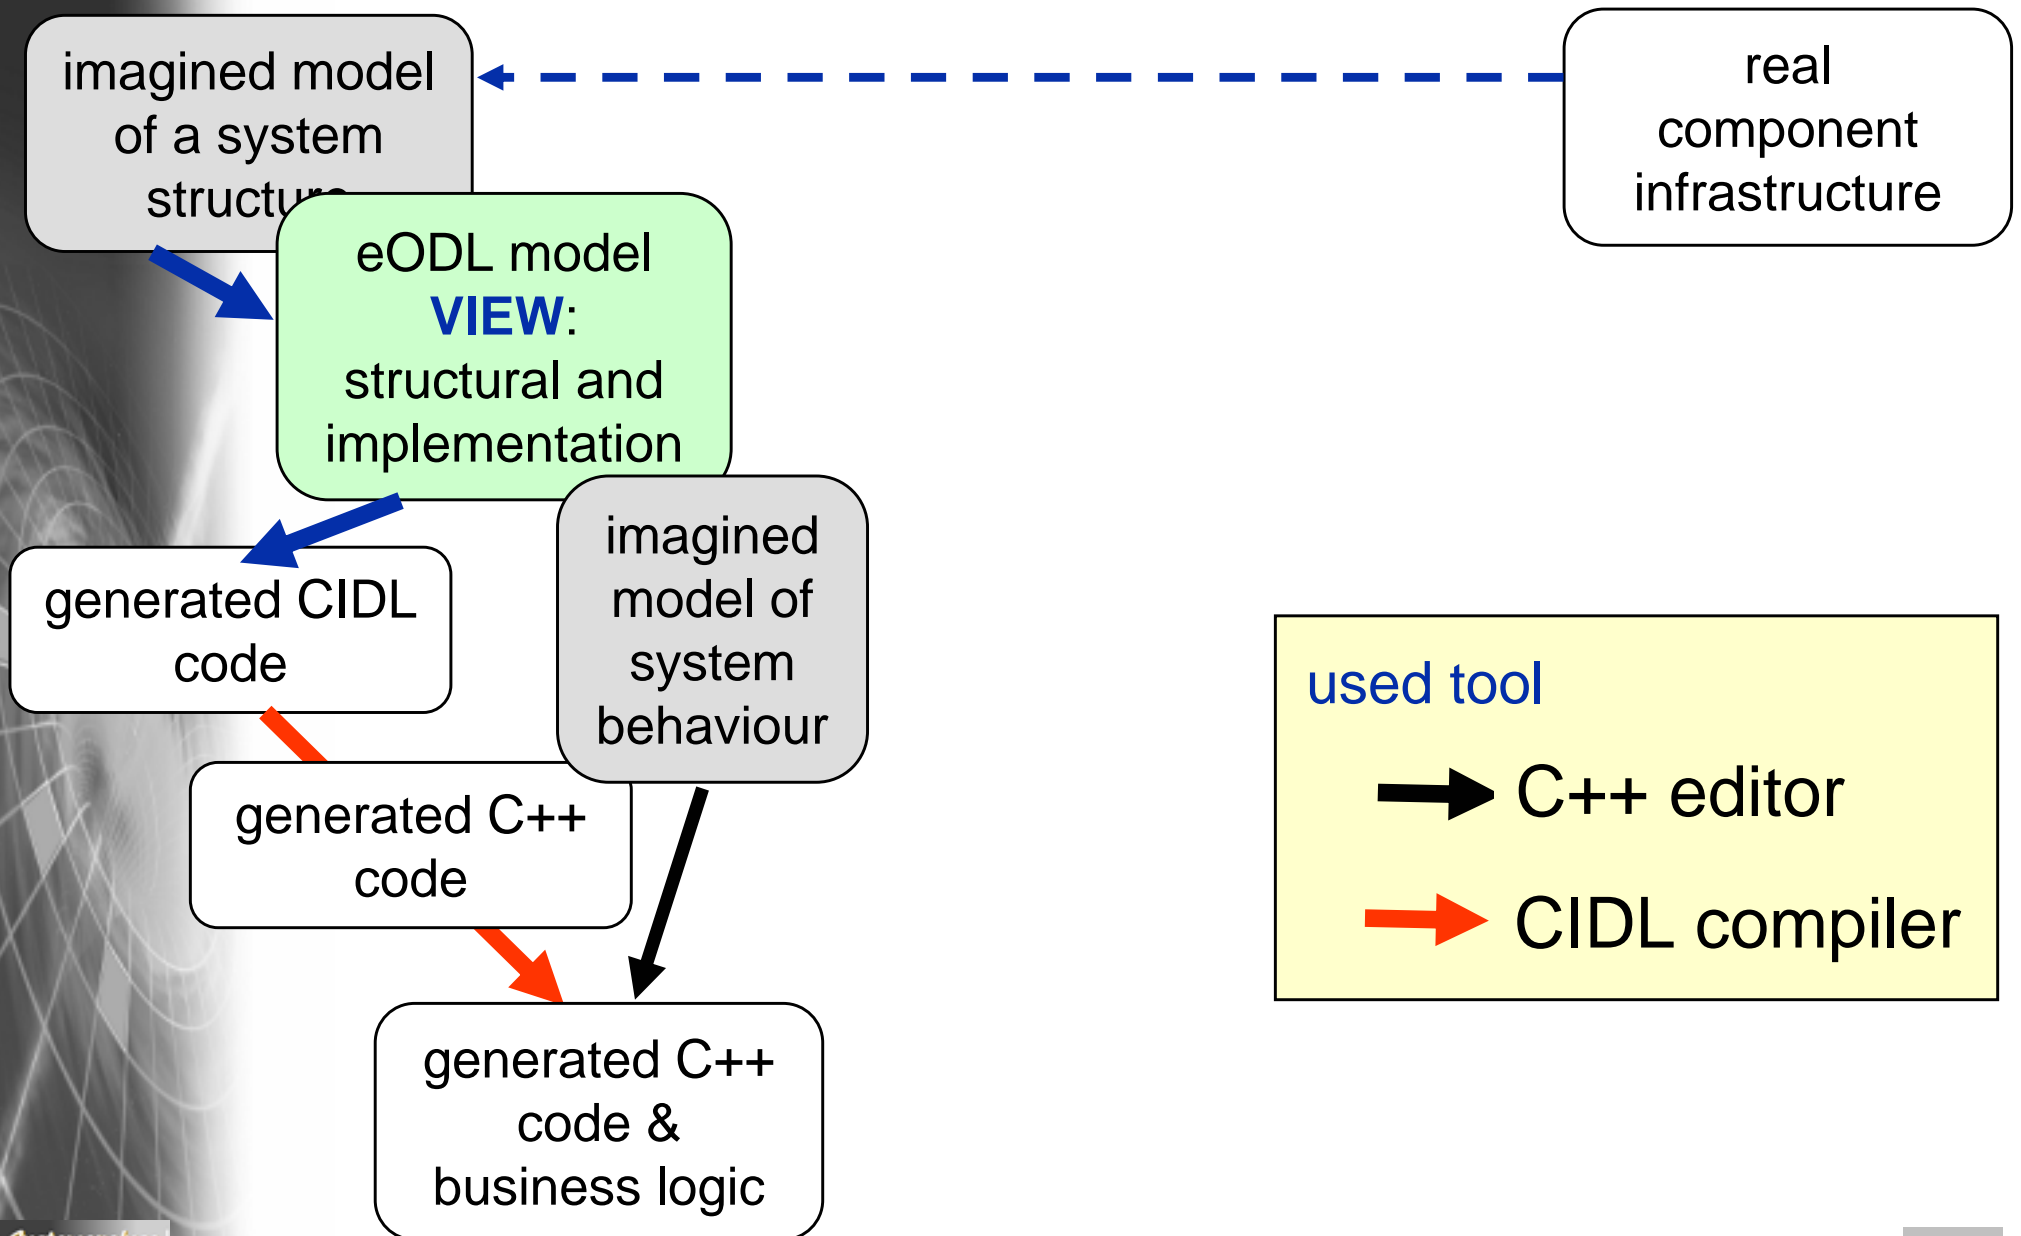 imagined model
of a system
structure
real
component
infrastructure
eODL model
VIEW:
structural and
implementation
imagined
model of
system
behaviour
generated CIDL
code
generated C++
code
generated C++
code &
business logic
used tool
C++ editor
CIDL compiler